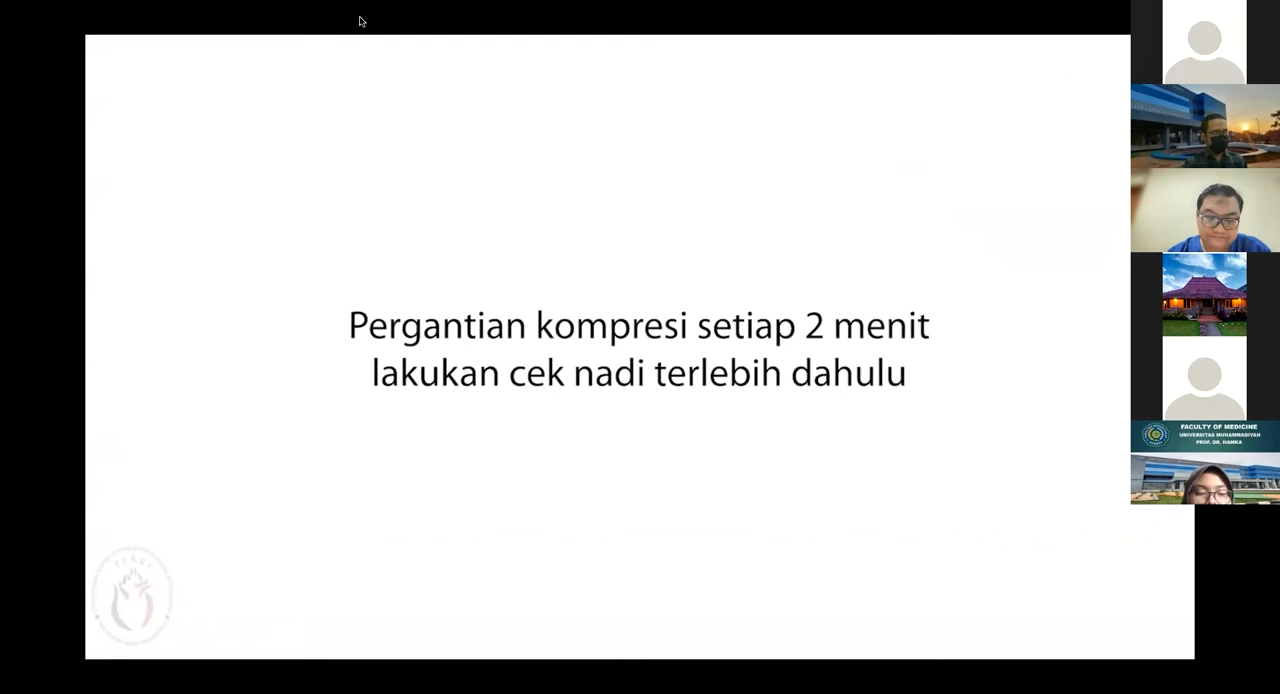 Pergantian kompresi setiap 2 menit
lakukan cek nadi terlebih dahulu
FACULTY OF MEDICINE
UNIVERSITAS MUHAMMADIYAH
PROF. DR. HAMKA